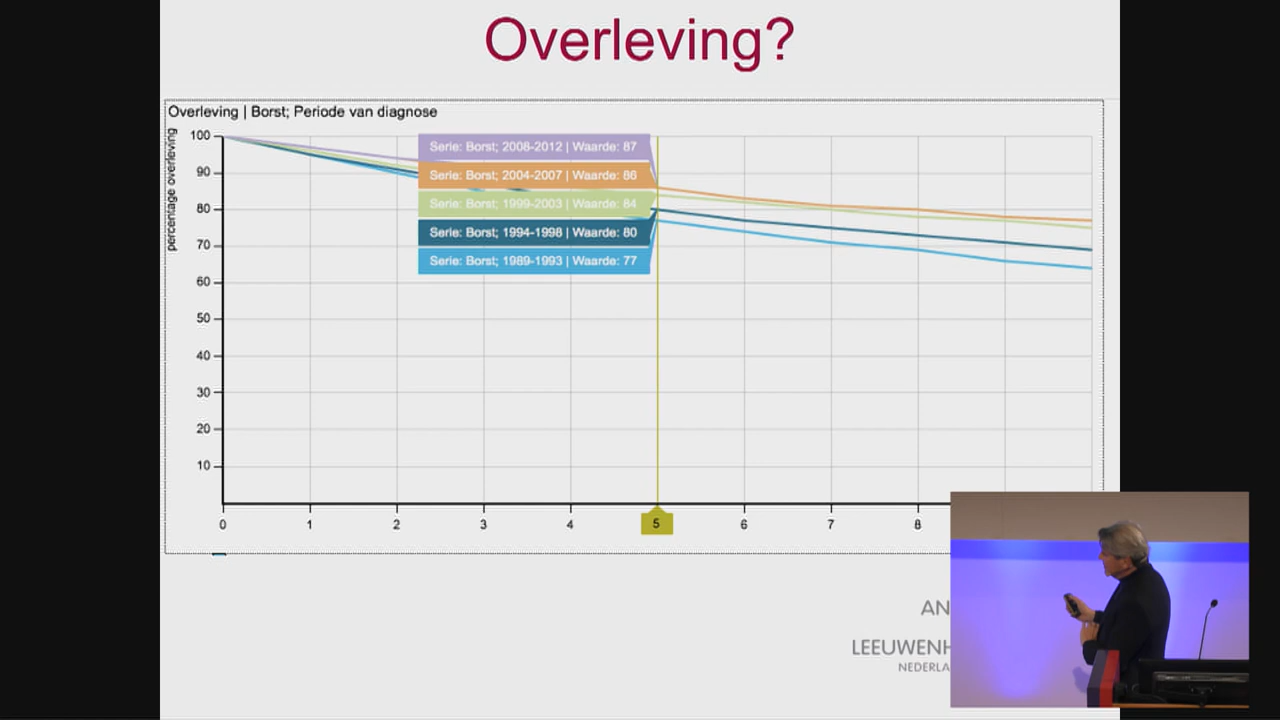 Overleving?
Overleving | Borst; Periode van diagnose
percentage overleving
100
90
80
70
60
50
40
30
20
10
Serie: Borst; 2008-2012 | Waarde: 87
Serie: Borst; 2004-2007 | Waarde: 86
Serie: Borst; 1999-2003 | Waarde: 84
Serie: Borst; 1994-1998 | Waarde: 80
Serie: Borst; 1989-1993 | Waarde: 77
0 1 2 3 4 5 6 7 8
AN
LEEUWENH
NEDERLA